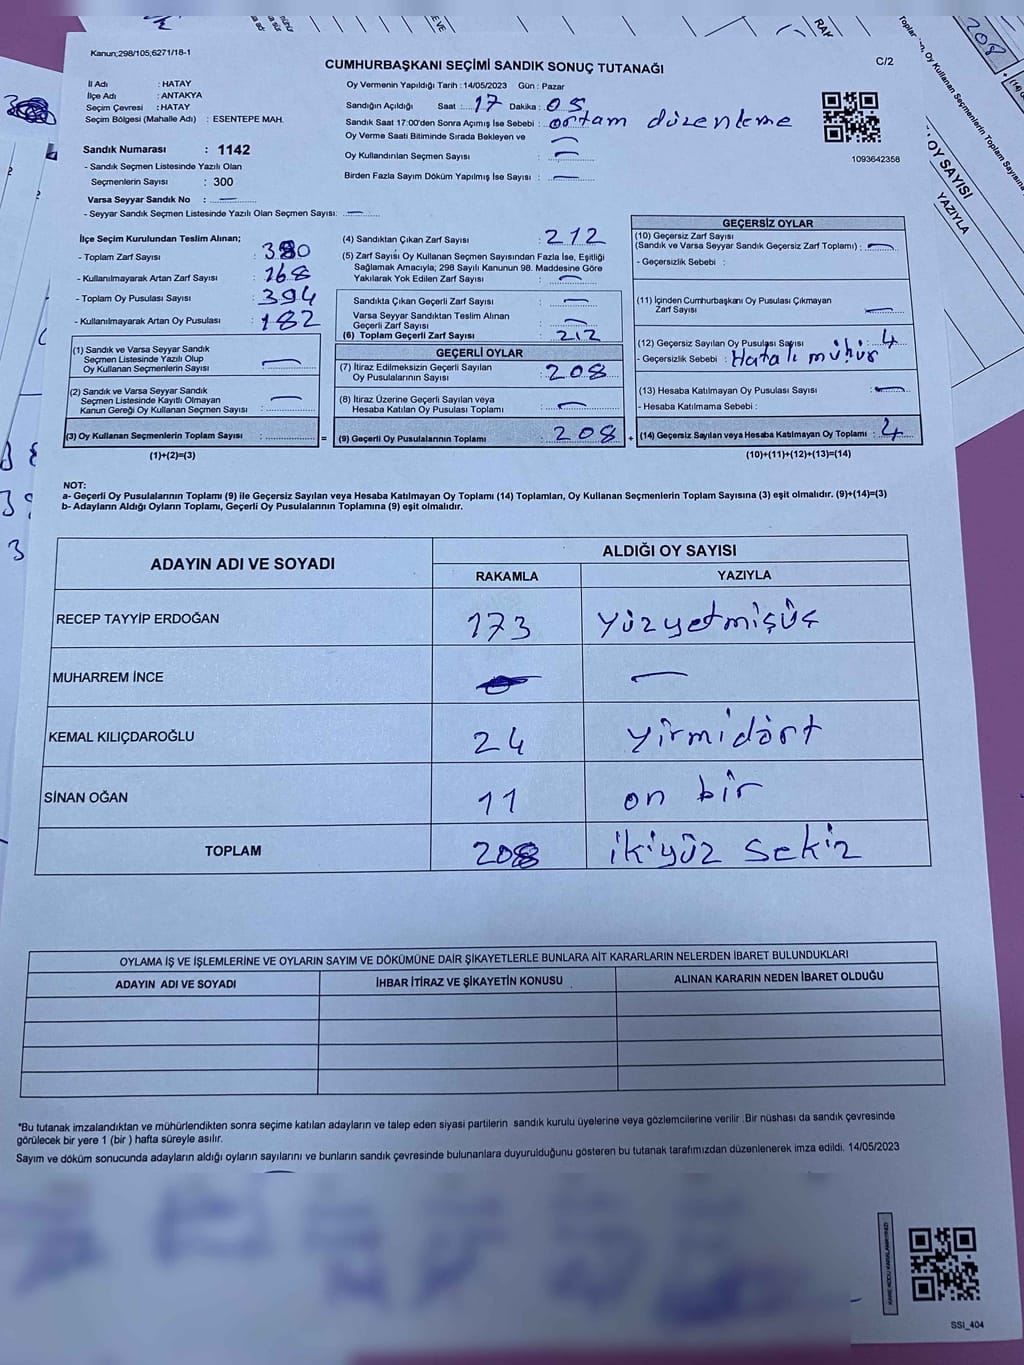 Kanun;298/105;6271/18-1
CUMHURBAŞKANI SEÇİMİ SANDIK SONUÇ TUTANAĞI
C/2
İl Adı : HATAY
İlçe Adı : ANTAKYA
Seçim Çevresi : HATAY
Seçim Bölgesi (Mahalle Adı) : ESENTEPE MAH.
Sandık Numarası : 1142
- Sandık Seçmen Listesinde Yazılı Olan
Seçmenlerin Sayısı : 300
Varsa Seyyar Sandık No : —
- Seyyar Sandık Seçmen Listesinde Yazılı Olan Seçmen Sayısı: —
Oy Vermenin Yapıldığı Tarih :14/05/2023 Gün : Pazar
Sandığın Açıldığı Saat : 17 Dakika : 05
Sandık Saat 17:00'den Sonra Açımış İse Sebebi : ortam düzenleme
Oy Verme Saati Bitiminde Sırada Bekleyen ve —
Oy Kullandırılan Seçmen Sayısı : —
Birden Fazla Sayım Döküm Yapılmış İse Sayısı : —
1093642358
İlçe Seçim Kurulundan Teslim Alınan;
- Toplam Zarf Sayısı : 380
- Kullanılmayarak Artan Zarf Sayısı : 168
- Toplam Oy Pusulası Sayısı : 394
- Kullanılmayarak Artan Oy Pusulası : 182
(1) Sandık ve Varsa Seyyar Sandık
Seçmen Listesinde Yazılı Olup
Oy Kullanan Seçmenlerin Sayısı : —
(2) Sandık ve Varsa Seyyar Sandık
Seçmen Listesinde Kayıtlı Olmayan
Kanun Gereği Oy Kullanan Seçmen Sayısı : —
(3) Oy Kullanan Seçmenlerin Toplam Sayısı :
=
(1)+(2)=(3)
(4) Sandıktan Çıkan Zarf Sayısı : 212
(5) Zarf Sayısı Oy Kullanan Seçmen Sayısından Fazla İse, Eşitliği
Sağlamak Amacıyla; 298 Sayılı Kanunun 98. Maddesine Göre
Yakılarak Yok Edilen Zarf Sayısı : —
Sandıkta Çıkan Geçerli Zarf Sayısı : —
Varsa Seyyar Sandıktan Teslim Alınan
Geçerli Zarf Sayısı : —
(6) Toplam Geçerli Zarf Sayısı : 212
GEÇERLİ OYLAR
(7) İtiraz Edilmeksizin Geçerli Sayılan
Oy Pusulalarının Sayısı : 208
(8) İtiraz Üzerine Geçerli Sayılan veya
Hesaba Katılan Oy Pusulası Toplamı : —
(9) Geçerli Oy Pusulalarının Toplamı : 208
+
GEÇERSİZ OYLAR
(10) Geçersiz Zarf Sayısı
(Sandık ve Varsa Seyyar Sandık Geçersiz Zarf Toplamı) : —
- Geçersizlik Sebebi :
(11) İçinden Cumhurbaşkanı Oy Pusulası Çıkmayan
Zarf Sayısı : —
(12) Geçersiz Sayılan Oy Pusulası Sayısı : 4
- Geçersizlik Sebebi : Hatalı mühür
(13) Hesaba Katılmayan Oy Pusulası Sayısı : —
- Hesaba Katılmama Sebebi :
(14) Geçersiz Sayılan veya Hesaba Katılmayan Oy Toplamı : 4
(10)+(11)+(12)+(13)=(14)
NOT:
a- Geçerli Oy Pusulalarının Toplamı (9) ile Geçersiz Sayılan veya Hesaba Katılmayan Oy Toplamı (14) Toplamları, Oy Kullanan Seçmenlerin Toplam Sayısına (3) eşit olmalıdır. (9)+(14)=(3)
b- Adayların Aldığı Oyların Toplamı, Geçerli Oy Pusulalarının Toplamına (9) eşit olmalıdır.
ADAYIN ADI VE SOYADI
ALDIĞI OY SAYISI
RAKAMLA YAZIYLA
RECEP TAYYİP ERDOĞAN 173 Yüzyetmişüç
MUHARREM İNCE —
KEMAL KILIÇDAROĞLU 24 Yirmidört
SİNAN OĞAN 11 on bir
TOPLAM 208 ikiyüz sekiz
OYLAMA İŞ VE İŞLEMLERİNE VE OYLARIN SAYIM VE DÖKÜMÜNE DAİR ŞİKAYETLERLE BUNLARA AİT KARARLARIN NELERDEN İBARET BULUNDUKLARI
ADAYIN ADI VE SOYADI İHBAR İTİRAZ VE ŞİKAYETİN KONUSU ALINAN KARARIN NEDEN İBARET OLDUĞU
*Bu tutanak imzalandıktan ve mühürlendikten sonra seçime katılan adayların ve talep eden siyasi partilerin sandık kurulu üyelerine veya gözlemcilerine verilir .Bir nüshası da sandık çevresinde
görülecek bir yere 1 (bir ) hafta süreyle asılır.
Sayım ve döküm sonucunda adayların aldığı oyların sayılarını ve bunların sandık çevresinde bulunanlara duyurulduğunu gösteren bu tutanak tarafımızdan düzenlenerek imza edildi. 14/05/2023
SSİ_404
OY SAYISI
YAZIYLA
208